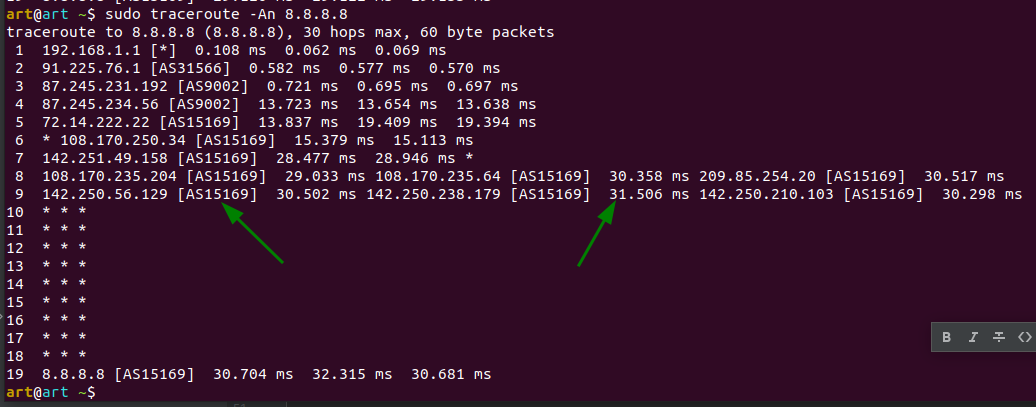 art@art ~$ sudo traceroute -An 8.8.8.8
traceroute to 8.8.8.8 (8.8.8.8), 30 hops max, 60 byte packets
1 192.168.1.1 [*] 0.108 ms 0.062 ms 0.069 ms
2 91.225.76.1 [AS31566] 0.582 ms 0.577 ms 0.570 ms
3 87.245.231.192 [AS9002] 0.721 ms 0.695 ms 0.697 ms
4 87.245.234.56 [AS9002] 13.723 ms 13.654 ms 13.638 ms
5 72.14.222.22 [AS15169] 13.837 ms 19.409 ms 19.394 ms
6 * 108.170.250.34 [AS15169] 15.379 ms 15.113 ms
7 142.251.49.158 [AS15169] 28.477 ms 28.946 ms *
8 108.170.235.204 [AS15169] 29.033 ms 108.170.235.64 [AS15169] 30.358 ms 209.85.254.20 [AS15169] 30.517 ms
9 142.250.56.129 [AS15169] 30.502 ms 142.250.238.179 [AS15169] 31.506 ms 142.250.210.103 [AS15169] 30.298 ms
10 * * *
11 * * *
12 * * *
13 * * *
14 * * *
15 * * *
16 * * *
17 * * *
B I S <>
18 * * *
19 8.8.8.8 [AS15169] 30.704 ms 32.315 ms 30.681 ms
art@art ~$